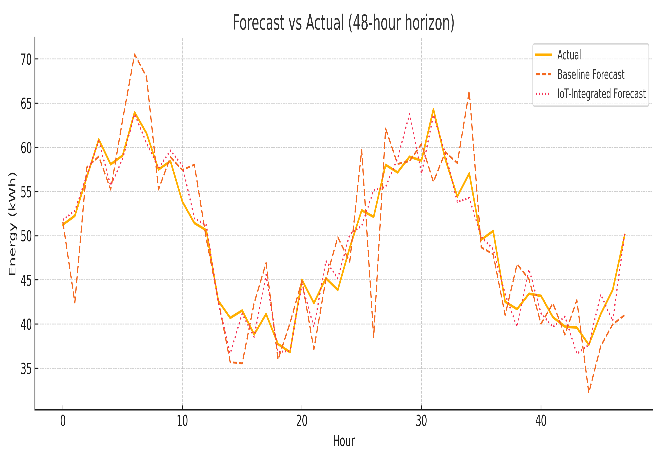 Forecast vs Actual (48-hour horizon)
Actual
Baseline Forecast
IoT-Integrated Forecast
Energy (kWh)
70
65
60
55
50
45
40
35
0 10 20 30 40
Hour